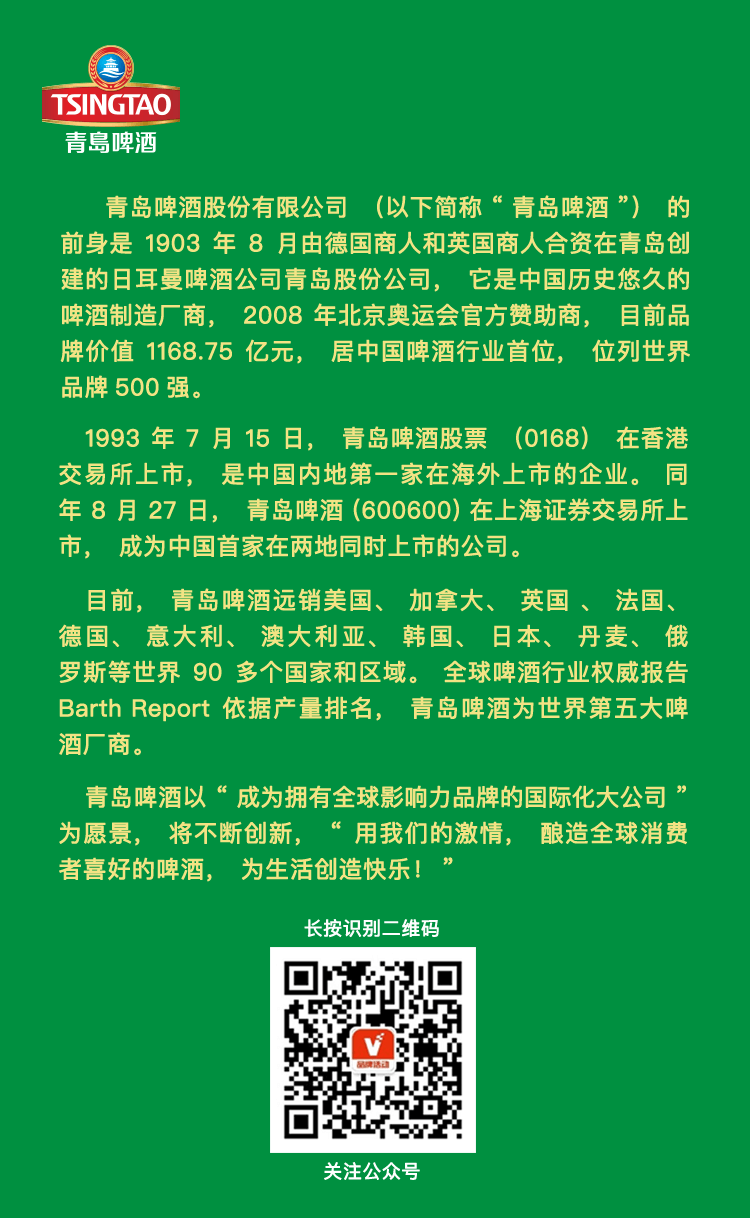 TSINGTAO
青島啤酒
青岛啤酒股份有限公司 （以下简称“ 青岛啤酒 ”） 的
前身是 1903 年 8 月由德国商人和英国商人合资在青岛创
建的日耳曼啤酒公司青岛股份公司， 它是中国历史悠久的
啤酒制造厂商， 2008 年北京奥运会官方赞助商， 目前品
牌价值 1168.75 亿元， 居中国啤酒行业首位， 位列世界
品牌 500 强。
1993 年 7 月 15 日， 青岛啤酒股票 （0168） 在香港
交易所上市， 是中国内地第一家在海外上市的企业。 同
年 8 月 27 日， 青岛啤酒 (600600) 在上海证券交易所上
市， 成为中国首家在两地同时上市的公司。
目前， 青岛啤酒远销美国、 加拿大、 英国 、 法国、
德国、 意大利、 澳大利亚、 韩国、 日本、 丹麦、 俄
罗斯等世界 90 多个国家和区域。 全球啤酒行业权威报告
Barth Report 依据产量排名， 青岛啤酒为世界第五大啤
酒厂商。
青岛啤酒以“ 成为拥有全球影响力品牌的国际化大公司 ”
为愿景， 将不断创新， “ 用我们的激情， 酿造全球消费
者喜好的啤酒， 为生活创造快乐！ ”
长按识别二维码
品牌活动
关注公众号